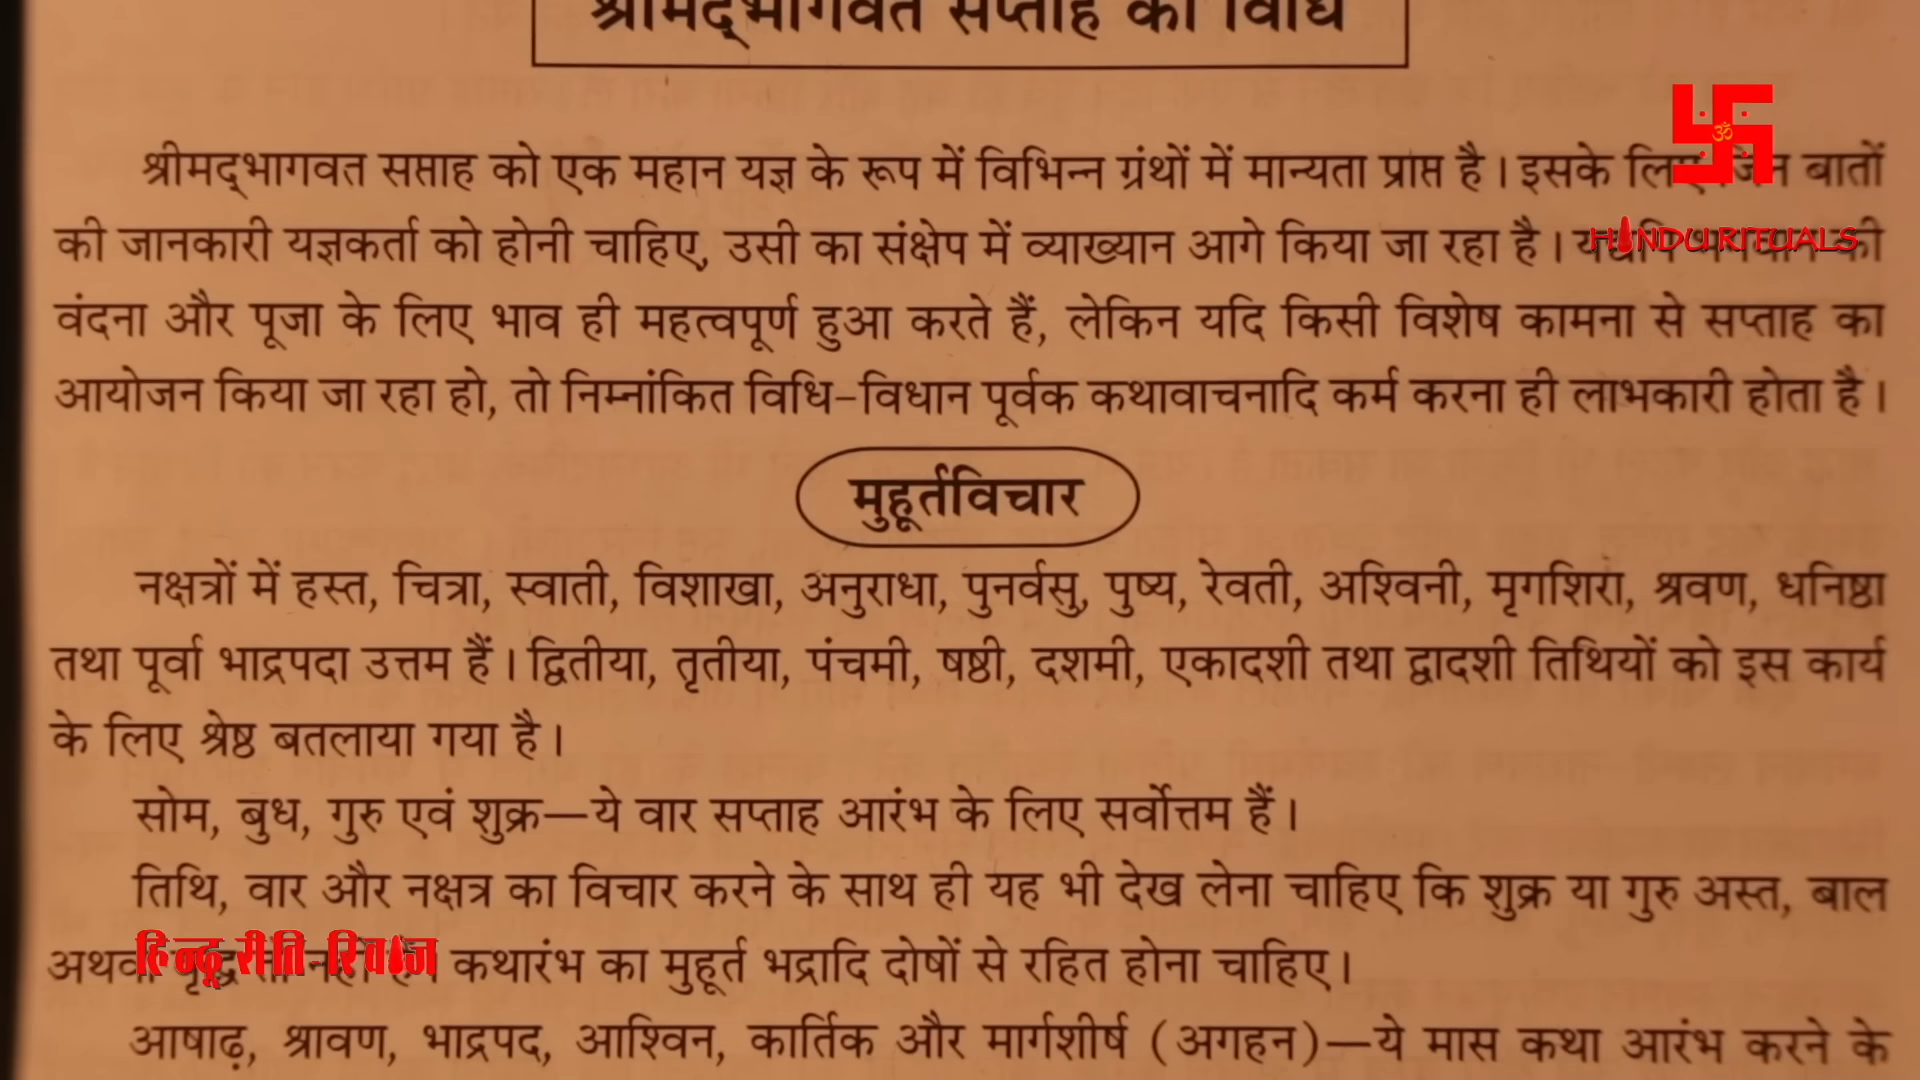 श्रीमद्भागवत सप्ताह की विधि
श्रीमद्भागवत सप्ताह को एक महान यज्ञ के रूप में विभिन्न ग्रंथों में मान्यता प्राप्त है। इसके लिए जिन बातों
की जानकारी यज्ञकर्ता को होनी चाहिए, उसी का संक्षेप में व्याख्यान आगे किया जा रहा है। की
HINDU RITUALS
वंदना और पूजा के लिए भाव ही महत्वपूर्ण हुआ करते हैं, लेकिन यदि किसी विशेष कामना से सप्ताह का
आयोजन किया जा रहा हो, तो निम्नांकित विधि-विधान पूर्वक कथावाचनादि कर्म करना ही लाभकारी होता है।
मुहूर्तविचार
नक्षत्रों में हस्त, चित्रा, स्वाती, विशाखा, अनुराधा, पुनर्वसु, पुष्य, रेवती, अश्विनी, मृगशिरा, श्रवण, धनिष्ठा
तथा पूर्वा भाद्रपदा उत्तम हैं। द्वितीया, तृतीया, पंचमी, षष्ठी, दशमी, एकादशी तथा द्वादशी तिथियों को इस कार्य
के लिए श्रेष्ठ बतलाया गया है।
सोम, बुध, गुरु एवं शुक्र—ये वार सप्ताह आरंभ के लिए सर्वोत्तम हैं।
तिथि, वार और नक्षत्र का विचार करने के साथ ही यह भी देख लेना चाहिए कि शुक्र या गुरु अस्त, बाल
अथवा कथारंभ का मुहूर्त भद्रादि दोषों से रहित होना चाहिए।
हिन्दू रीति-रिवाज
आषाढ़, श्रावण, भाद्रपद, आश्विन, कार्तिक और मार्गशीर्ष (अगहन)—ये मास कथा आरंभ करने के